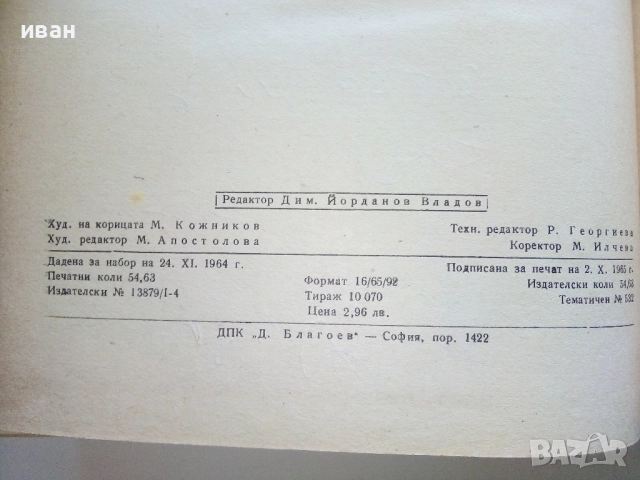 иван
Редактор Дим. Йорданов Владов
Худ. на корицата М. Кожников
Техн. редактор Р. Георгиева
Худ. редактор М. Апостолова
Коректор М. Илчева
Дадена за набор на 24. XI. 1964 г.
Подписана за печат на 2. X. 1965 г.
Печатни коли 54,63
Формат 16/65/92
Издателски коли 54,63
Издателски № 13879/I-4
Тираж 10 070
Тематичен № 532
Цена 2,96 лв.
ДПК „Д. Благоев“ — София, пор. 1422
BAZAR